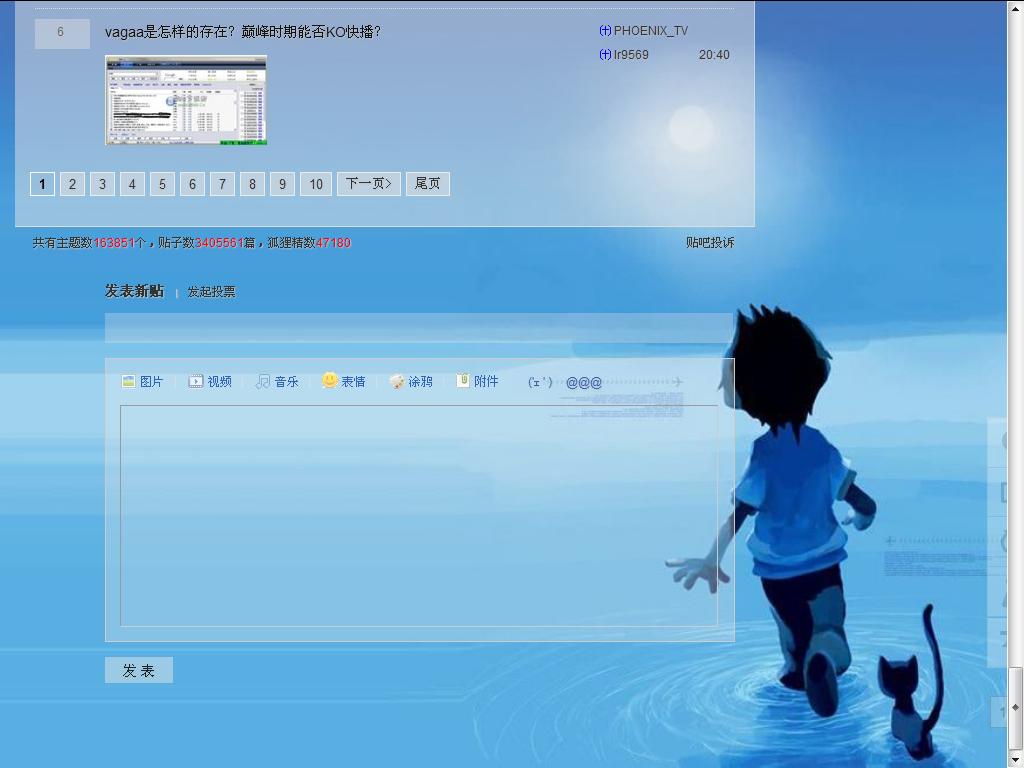 6 vagaa是怎样的存在？巅峰时期能否KO快播？ PHOENIX_TV
lr9569 20:40
1 2 3 4 5 6 7 8 9 10 下一页> 尾页
共有主题数163851个，贴子数3405561篇，狐狸精数47180 贴吧投诉
发表新贴 | 发起投票
图片 视频 音乐 表情 涂鸦 附件 @@@
发 表